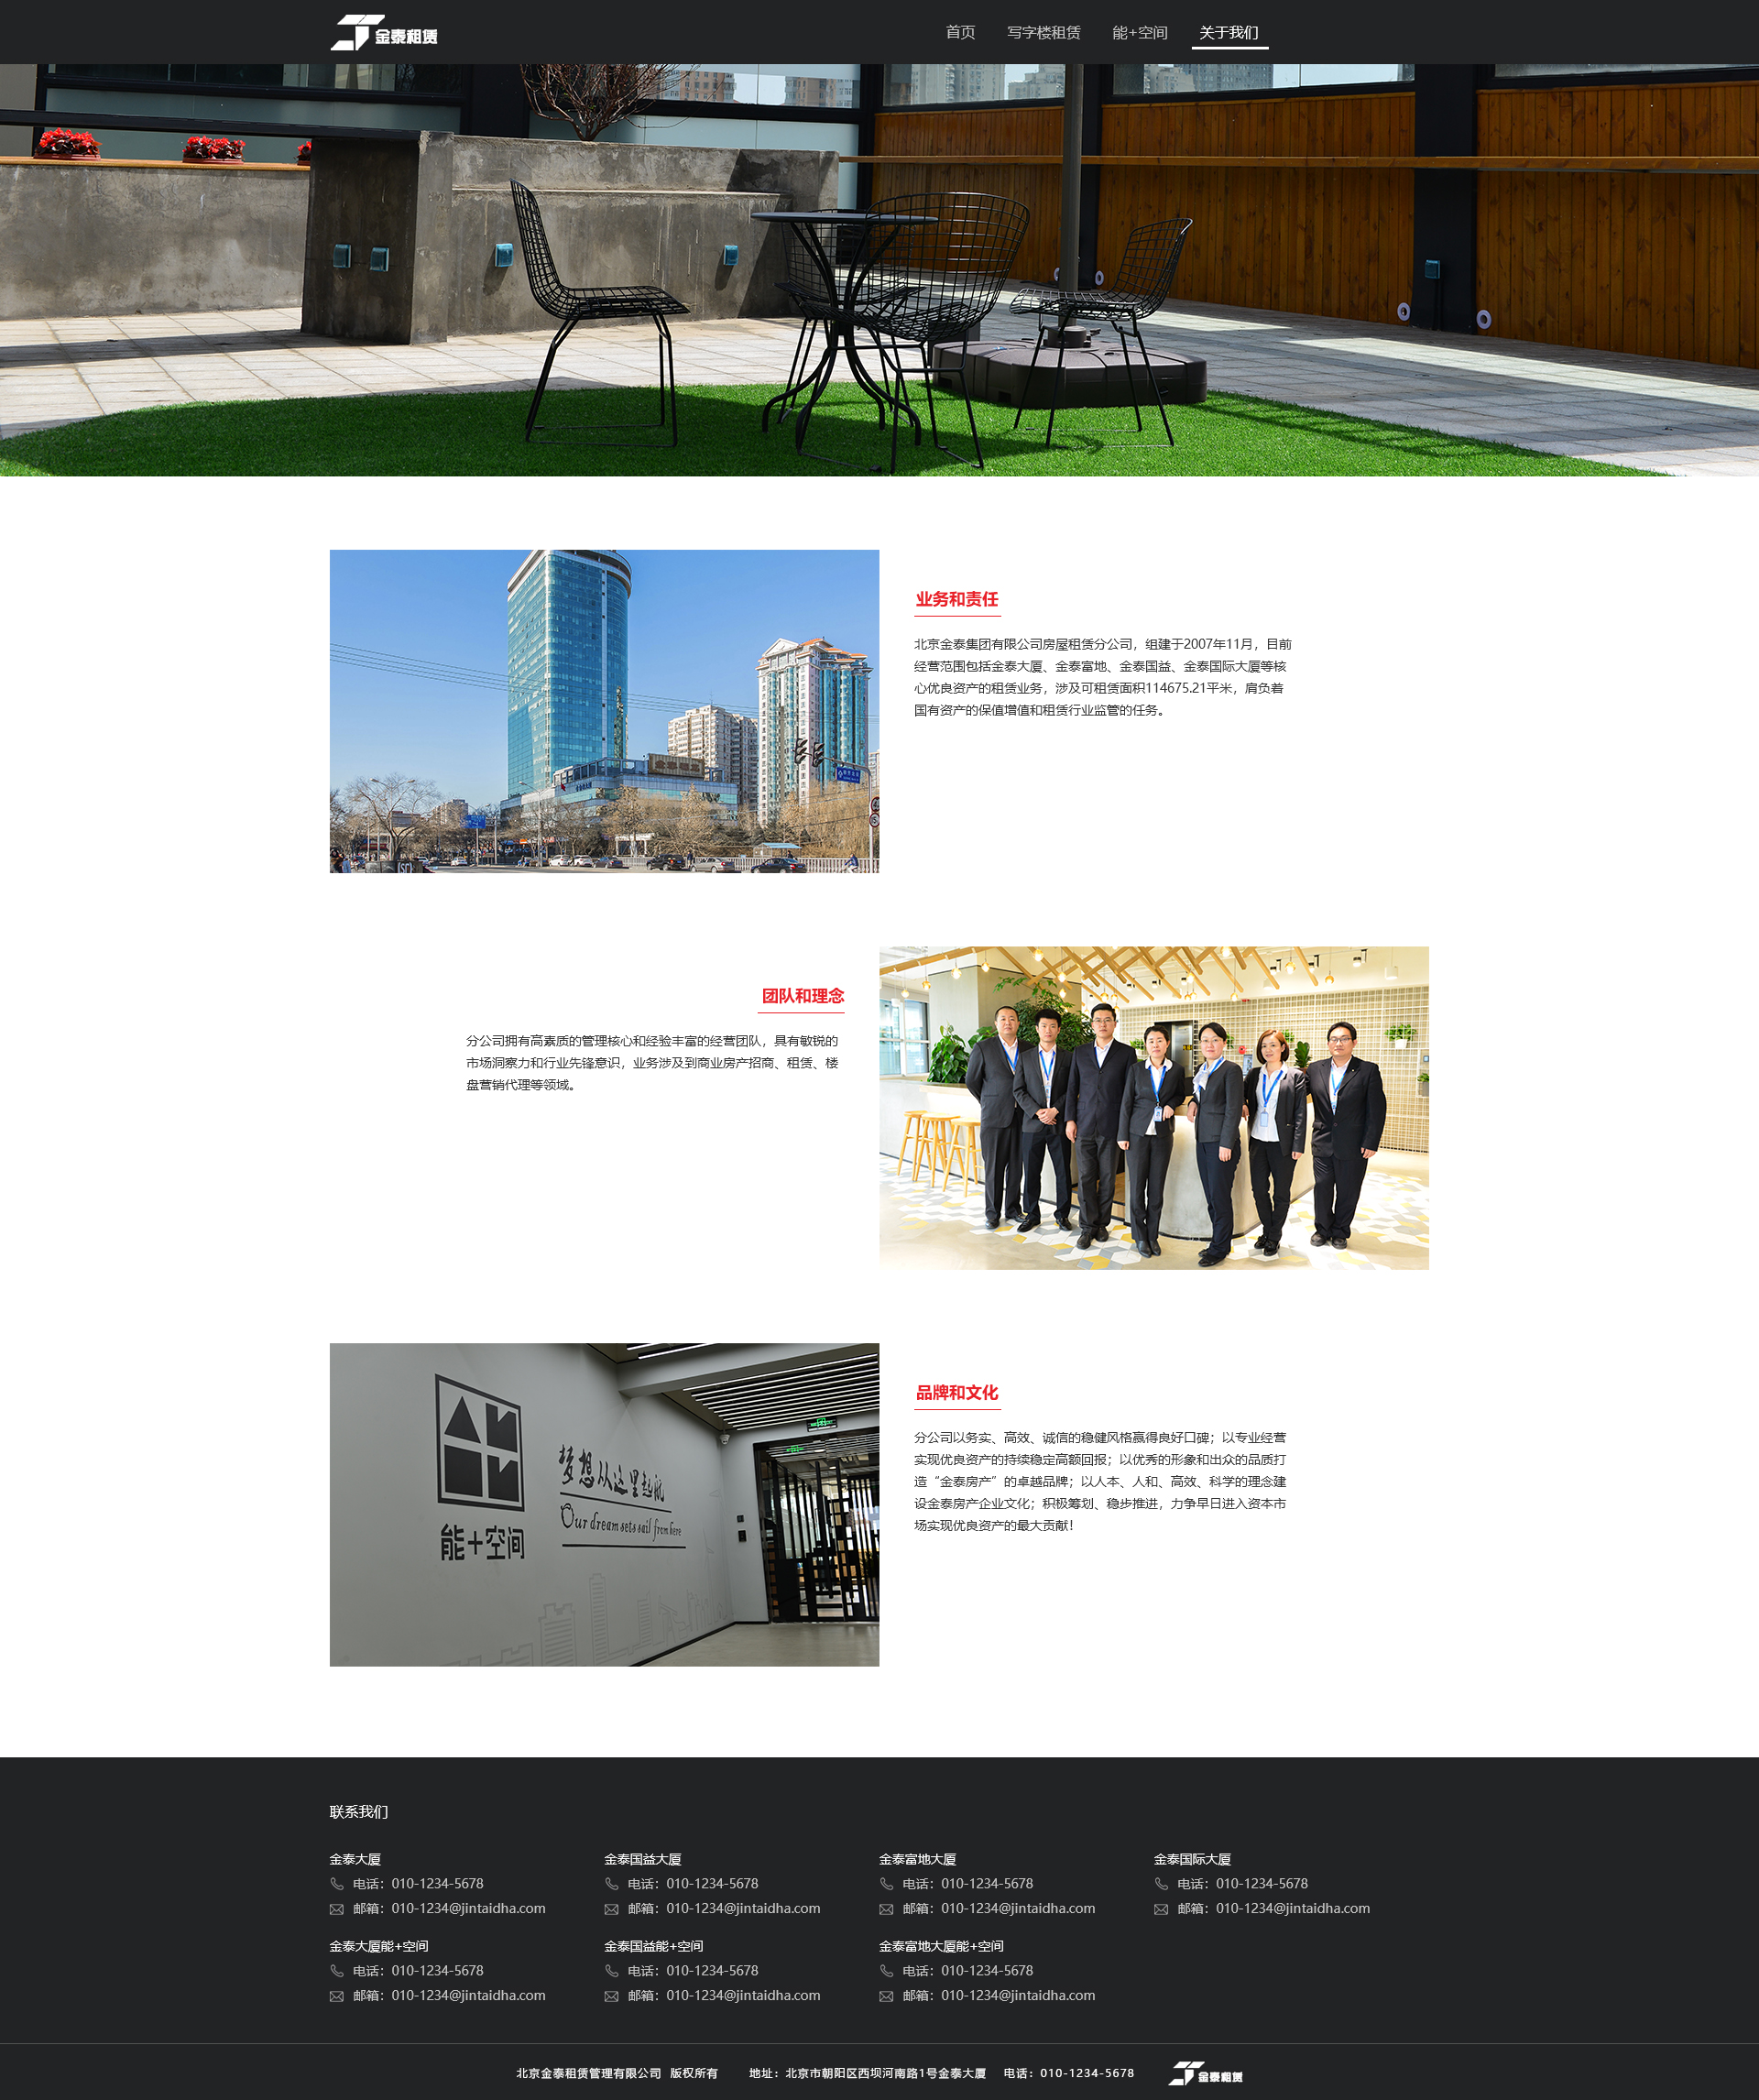 金泰租赁
首页 写字楼租赁 能+空间 关于我们
业务和责任
北京金泰集团有限公司房屋租赁分公司，组建于2007年11月，目前
经营范围包括金泰大厦、金泰富地、金泰国益、金泰国际大厦等核
心优良资产的租赁业务，涉及可租赁面积114675.21平米，肩负着
国有资产的保值增值和租赁行业监管的任务。
团队和理念
分公司拥有高素质的管理核心和经验丰富的经营团队，具有敏锐的
市场洞察力和行业先锋意识，业务涉及到商业房产招商、租赁、楼
盘营销代理等领域。
梦想从这里起航
Our dream sets sail from here
能+空间
品牌和文化
分公司以务实、高效、诚信的稳健风格赢得良好口碑；以专业经营
实现优良资产的持续稳定高额回报；以优秀的形象和出众的品质打
造“金泰房产”的卓越品牌；以人本、人和、高效、科学的理念建
设金泰房产企业文化；积极筹划、稳步推进，力争早日进入资本市
场实现优良资产的最大贡献！
联系我们
金泰大厦 金泰国益大厦 金泰富地大厦 金泰国际大厦
电话：010-1234-5678 电话：010-1234-5678 电话：010-1234-5678 电话：010-1234-5678
邮箱：010-1234@jintaidha.com 邮箱：010-1234@jintaidha.com 邮箱：010-1234@jintaidha.com 邮箱：010-1234@jintaidha.com
金泰大厦能+空间 金泰国益能+空间 金泰富地大厦能+空间
电话：010-1234-5678 电话：010-1234-5678 电话：010-1234-5678
邮箱：010-1234@jintaidha.com 邮箱：010-1234@jintaidha.com 邮箱：010-1234@jintaidha.com
北京金泰租赁管理有限公司 版权所有 地址：北京市朝阳区西坝河南路1号金泰大厦 电话：010-1234-5678 金泰租赁